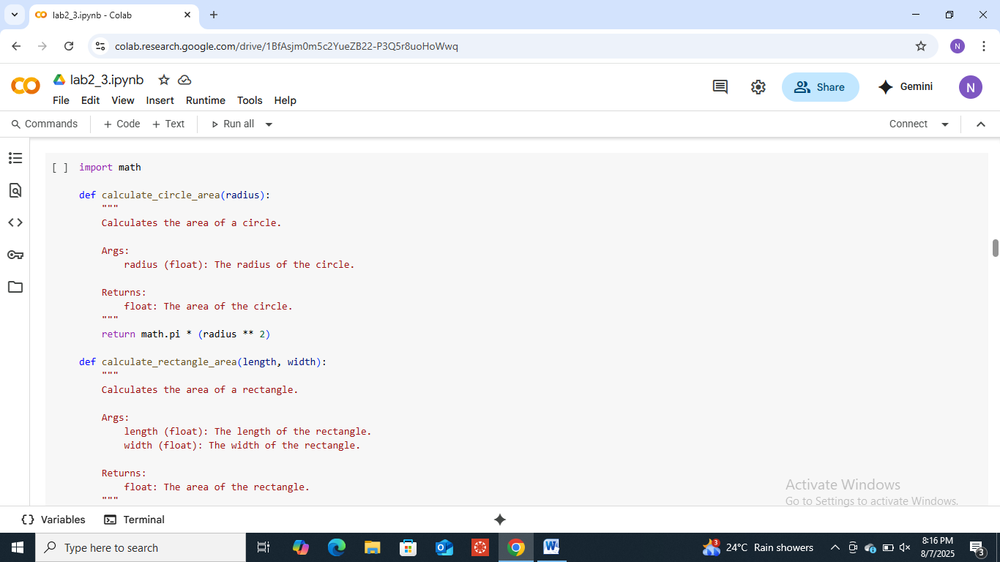 lab2_3.ipynb - Colab
colab.research.google.com/drive/1BfAsjm0m5c2YueZB22-P3Q5r8uoHoWwq
N
lab2_3.ipynb
File Edit View Insert Runtime Tools Help
Share
Gemini
N
Commands + Code + Text Run all
Connect
[ ] import math
def calculate_circle_area(radius):
"""
Calculates the area of a circle.
Args:
radius (float): The radius of the circle.
Returns:
float: The area of the circle.
"""
return math.pi * (radius ** 2)
def calculate_rectangle_area(length, width):
"""
Calculates the area of a rectangle.
Args:
length (float): The length of the rectangle.
width (float): The width of the rectangle.
Returns:
float: The area of the rectangle.
"""
Activate Windows
Go to Settings to activate Windows.
Variables Terminal
Type here to search
3
24°C Rain showers
8:16 PM
8/7/2025
3